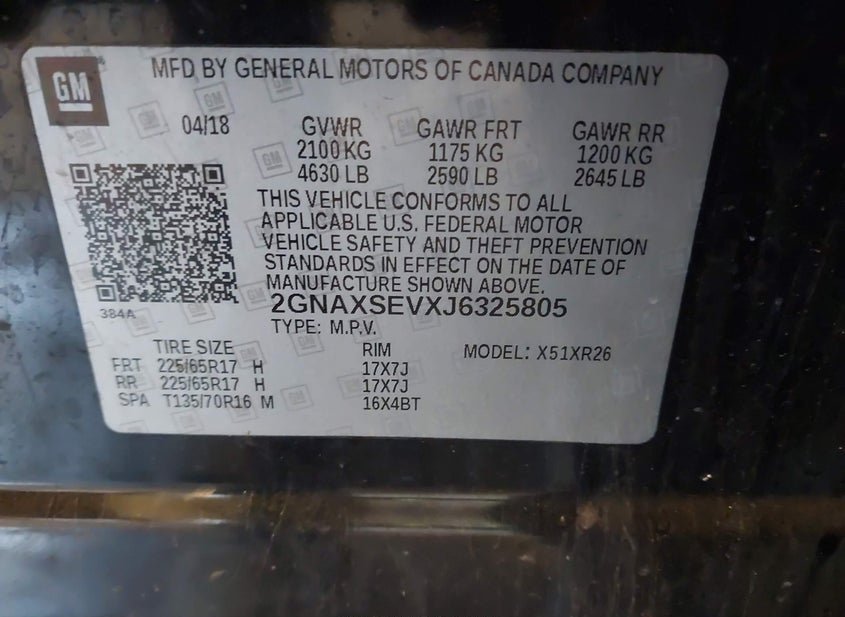 GM
MFD BY GENERAL MOTORS OF CANADA COMPANY
04/18 GVWR GAWR FRT GAWR RR
2100 KG 1175 KG 1200 KG
4630 LB 2590 LB 2645 LB
THIS VEHICLE CONFORMS TO ALL
APPLICABLE U.S. FEDERAL MOTOR
VEHICLE SAFETY AND THEFT PREVENTION
STANDARDS IN EFFECT ON THE DATE OF
MANUFACTURE SHOWN ABOVE.
2GNAXSEVXJ6325805
384A
TYPE: M.P.V.
TIRE SIZE RIM MODEL: X51XR26
FRT 225/65R17 H 17X7J
RR 225/65R17 H 17X7J
SPA T135/70R16 M 16X4BT